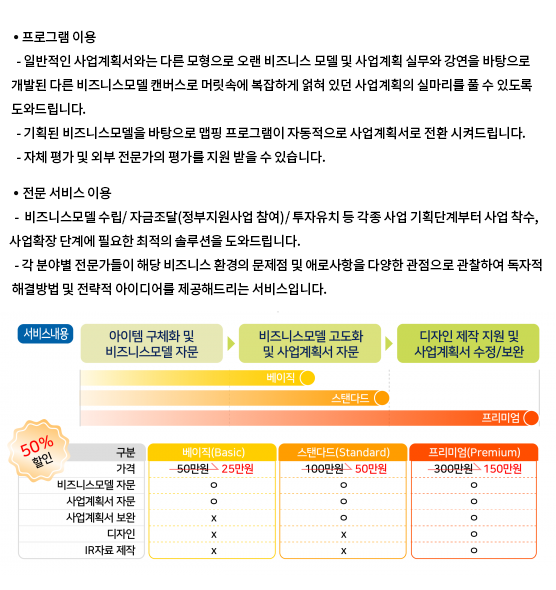 • 프로그램 이용
- 일반적인 사업계획서와는 다른 모형으로 오랜 비즈니스 모델 및 사업계획 실무와 강연을 바탕으로
개발된 다른 비즈니스모델 캔버스로 머릿속에 복잡하게 얽혀 있던 사업계획의 실마리를 풀 수 있도록
도와드립니다.
- 기획된 비즈니스모델을 바탕으로 맵핑 프로그램이 자동적으로 사업계획서로 전환 시켜드립니다.
- 자체 평가 및 외부 전문가의 평가를 지원 받을 수 있습니다.
• 전문 서비스 이용
- 비즈니스모델 수립/ 자금조달(정부지원사업 참여)/ 투자유치 등 각종 사업 기획단계부터 사업 착수,
사업확장 단계에 필요한 최적의 솔루션을 도와드립니다.
- 각 분야별 전문가들이 해당 비즈니스 환경의 문제점 및 애로사항을 다양한 관점으로 관찰하여 독자적
해결방법 및 전략적 아이디어를 제공해드리는 서비스입니다.
서비스내용
아이템 구체화 및
비즈니스모델 자문
비즈니스모델 고도화
및 사업계획서 자문
디자인 제작 지원 및
사업계획서 수정/보완
베이직
스탠다드
프리미엄
50%
할인
구분 베이직(Basic) 스탠다드(Standard) 프리미엄(Premium)
가격 50만원 25만원 100만원 50만원 300만원 150만원
비즈니스모델 자문 o o o
사업계획서 자문 o o o
사업계획서 보완 x o o
디자인 x x o
IR자료 제작 x x o